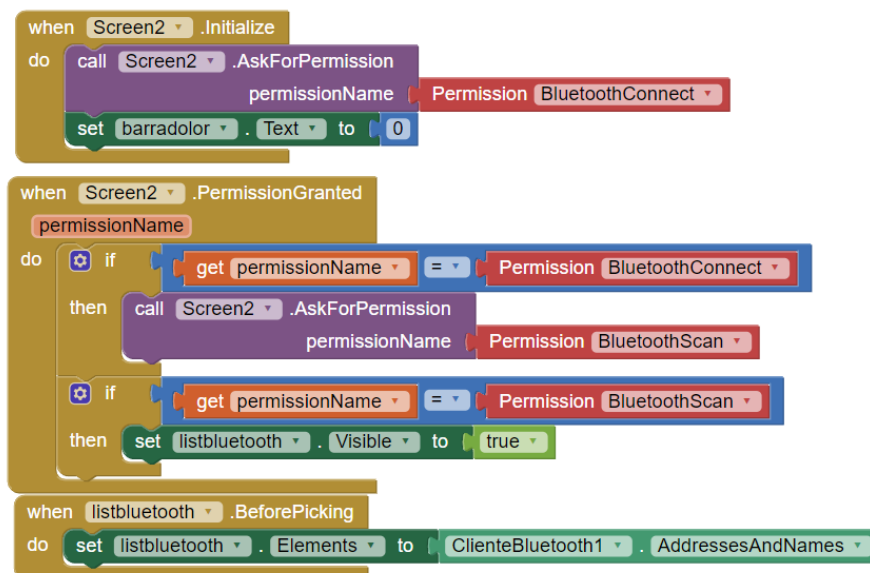 when Screen2 .Initialize
do call Screen2 .AskForPermission
permissionName Permission BluetoothConnect
set barradolor . Text to 0
when Screen2 .PermissionGranted
permissionName
do if get permissionName = Permission BluetoothConnect
then call Screen2 .AskForPermission
permissionName Permission BluetoothScan
if get permissionName = Permission BluetoothScan
then set listbluetooth . Visible to true
when listbluetooth .BeforePicking
do set listbluetooth . Elements to ClienteBluetooth1 . AddressesAndNames